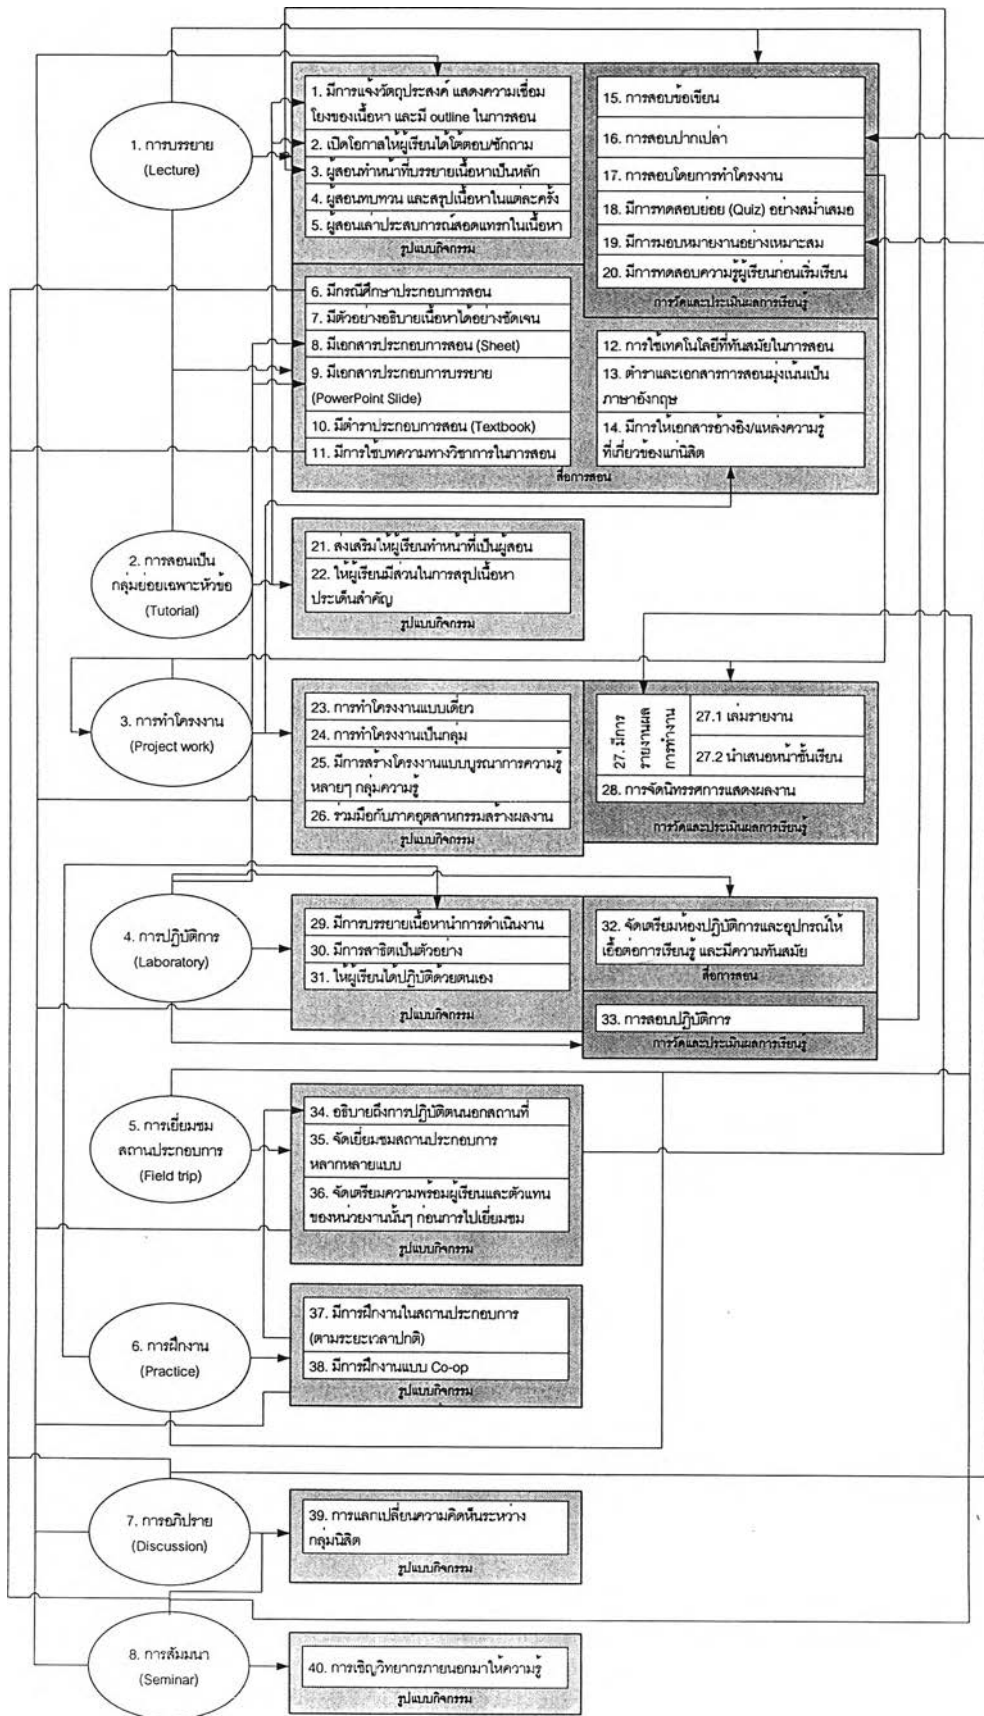 1. การบรรยาย
(Lecture)
1. มีการแจ้งวัตถุประสงค์ แสดงความเชื่อม
โยงของเนื้อหา และมี outline ในการสอน
2. เปิดโอกาสให้ผู้เรียนได้โต้ตอบ/ซักถาม
3. ผู้สอนทำหน้าที่บรรยายเนื้อหาเป็นหลัก
4. ผู้สอนทบทวน และสรุปเนื้อหาในแต่ละครั้ง
5. ผู้สอนเล่าประสบการณ์สอดแทรกในเนื้อหา
รูปแบบกิจกรรม
15. การสอบข้อเขียน
16. การสอบปากเปล่า
17. การสอบโดยการทำโครงงาน
18. มีการทดสอบย่อย (Quiz) อย่างสม่ำเสมอ
19. มีการมอบหมายงานอย่างเหมาะสม
20. มีการทดสอบความรู้ผู้เรียนก่อนเริ่มเรียน
การวัดและประเมินผลการเรียนรู้
6. มีกรณีศึกษาประกอบการสอน
7. มีตัวอย่างอธิบายเนื้อหาได้อย่างชัดเจน
8. มีเอกสารประกอบการสอน (Sheet)
9. มีเอกสารประกอบการบรรยาย
(PowerPoint Slide)
10. มีตำราประกอบการสอน (Textbook)
11. มีการใช้บทความทางวิชาการในการสอน
12. การใช้เทคโนโลยีที่ทันสมัยในการสอน
13. ตำราและเอกสารการสอนมุ่งเน้นเป็น
ภาษาอังกฤษ
14. มีการให้เอกสารอ้างอิง/แหล่งความรู้
ที่เกี่ยวข้องแก่นิสิต
สื่อการสอน
2. การสอนเป็น
กลุ่มย่อยเฉพาะหัวข้อ
(Tutorial)
21. ส่งเสริมให้ผู้เรียนทำหน้าที่เป็นผู้สอน
22. ให้ผู้เรียนมีส่วนในการสรุปเนื้อหา
ประเด็นสำคัญ
รูปแบบกิจกรรม
3. การทำโครงงาน
(Project work)
23. การทำโครงงานแบบเดี่ยว
24. การทำโครงงานเป็นกลุ่ม
25. มีการสร้างโครงงานแบบบูรณาการความรู้
หลายๆ กลุ่มความรู้
26. ร่วมมือกับภาคอุตสาหกรรมสร้างผลงาน
รูปแบบกิจกรรม
27. มีการ
รายงานผล
การทำงาน
27.1 เล่มรายงาน
27.2 นำเสนอหน้าชั้นเรียน
28. การจัดนิทรรศการแสดงผลงาน
การวัดและประเมินผลการเรียนรู้
4. การปฏิบัติการ
(Laboratory)
29. มีการบรรยายเนื้อหานำการดำเนินงาน
30. มีการสาธิตเป็นตัวอย่าง
31. ให้ผู้เรียนได้ปฏิบัติด้วยตนเอง
รูปแบบกิจกรรม
32. จัดเตรียมห้องปฏิบัติการและอุปกรณ์ให้
เอื้อต่อการเรียนรู้ และมีความทันสมัย
สื่อการสอน
33. การสอบปฏิบัติการ
การวัดและประเมินผลการเรียนรู้
5. การเยี่ยมชม
สถานประกอบการ
(Field trip)
34. อธิบายถึงการปฏิบัติตนนอกสถานที่
35. จัดเยี่ยมชมสถานประกอบการ
หลากหลายแบบ
36. จัดเตรียมความพร้อมผู้เรียนและตัวแทน
ของหน่วยงานนั้นๆ ก่อนการไปเยี่ยมชม
รูปแบบกิจกรรม
6. การฝึกงาน
(Practice)
37. มีการฝึกงานในสถานประกอบการ
(ตามระยะเวลาปกติ)
38. มีการฝึกงานแบบ Co-op
รูปแบบกิจกรรม
7. การอภิปราย
(Discussion)
39. การแลกเปลี่ยนความคิดเห็นระหว่าง
กลุ่มนิสิต
รูปแบบกิจกรรม
8. การสัมมนา
(Seminar)
40. การเชิญวิทยากรภายนอกมาให้ความรู้
รูปแบบกิจกรรม